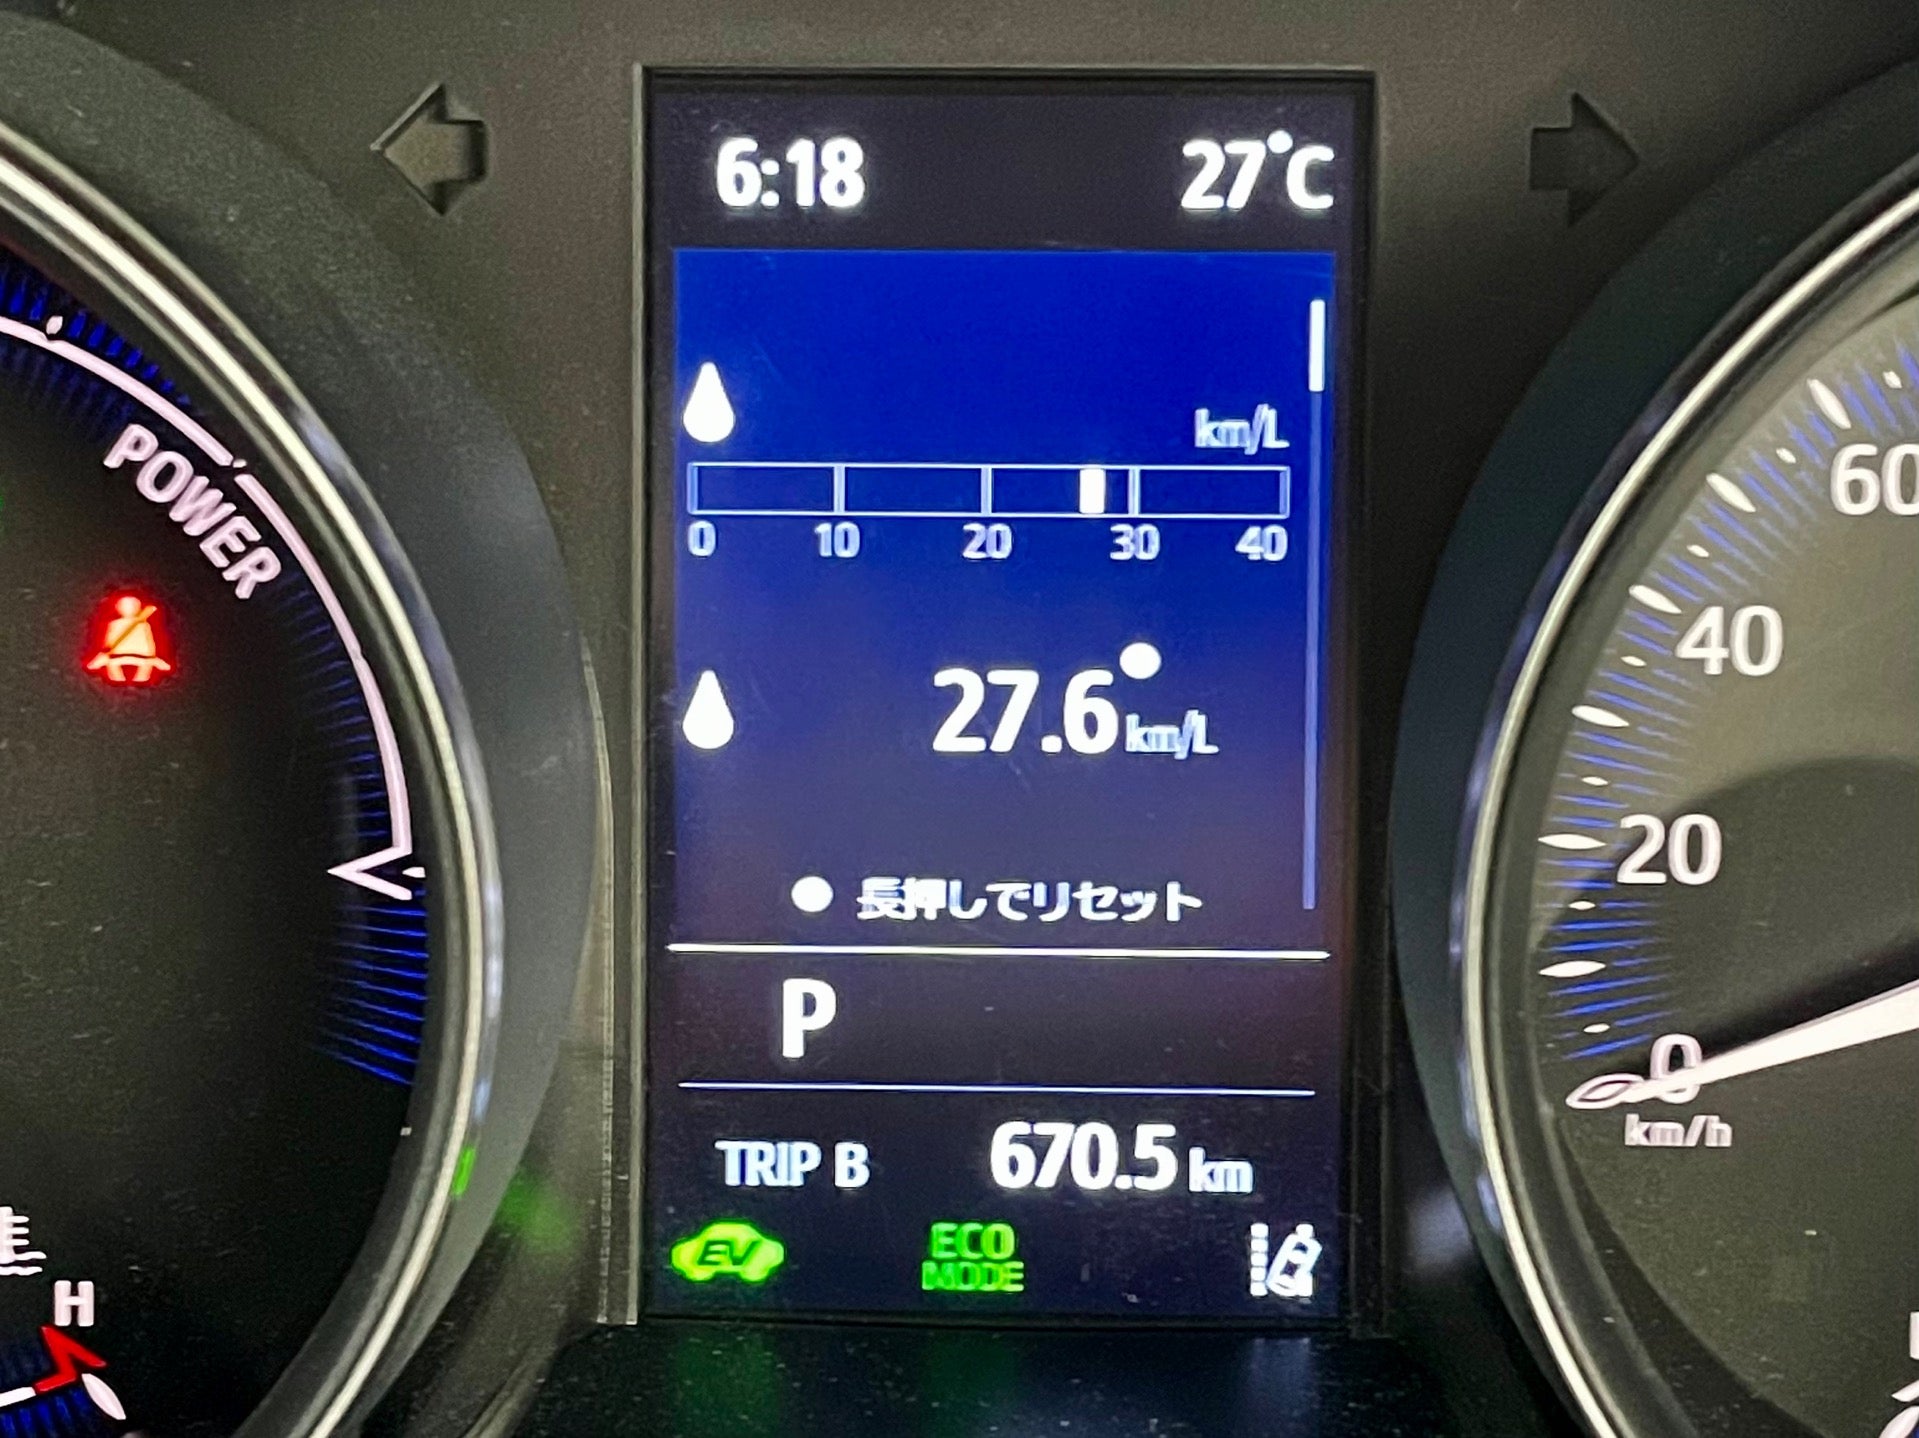 6:18 27°C
POWER
km/L
0 10 20 30 40
27.6 km/L
長押しでリセット
P
TRIP B 670.5 km
EV
ECO
MODE
H
60
40
20
0
km/h